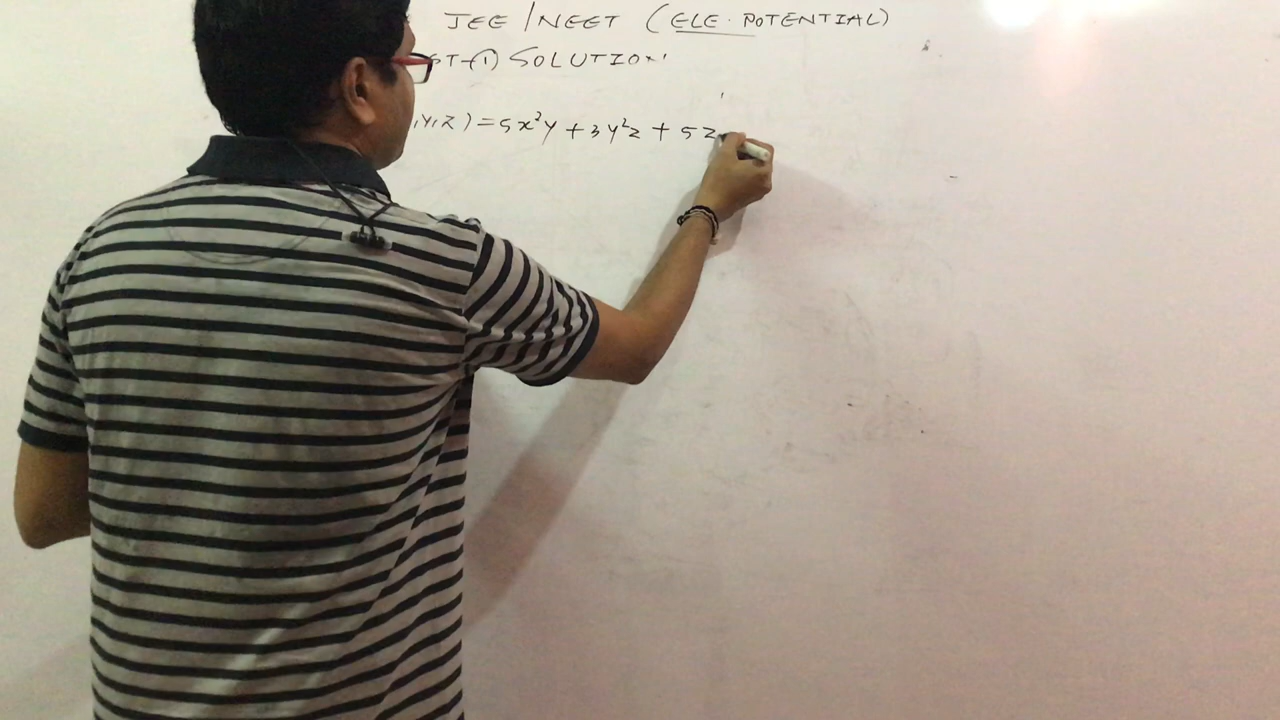 JEE / NEET (ELE. POTENTIAL)
ST-(1) SOLUTION'
,Y,Z) = 5x²y + 3y²z + 5z